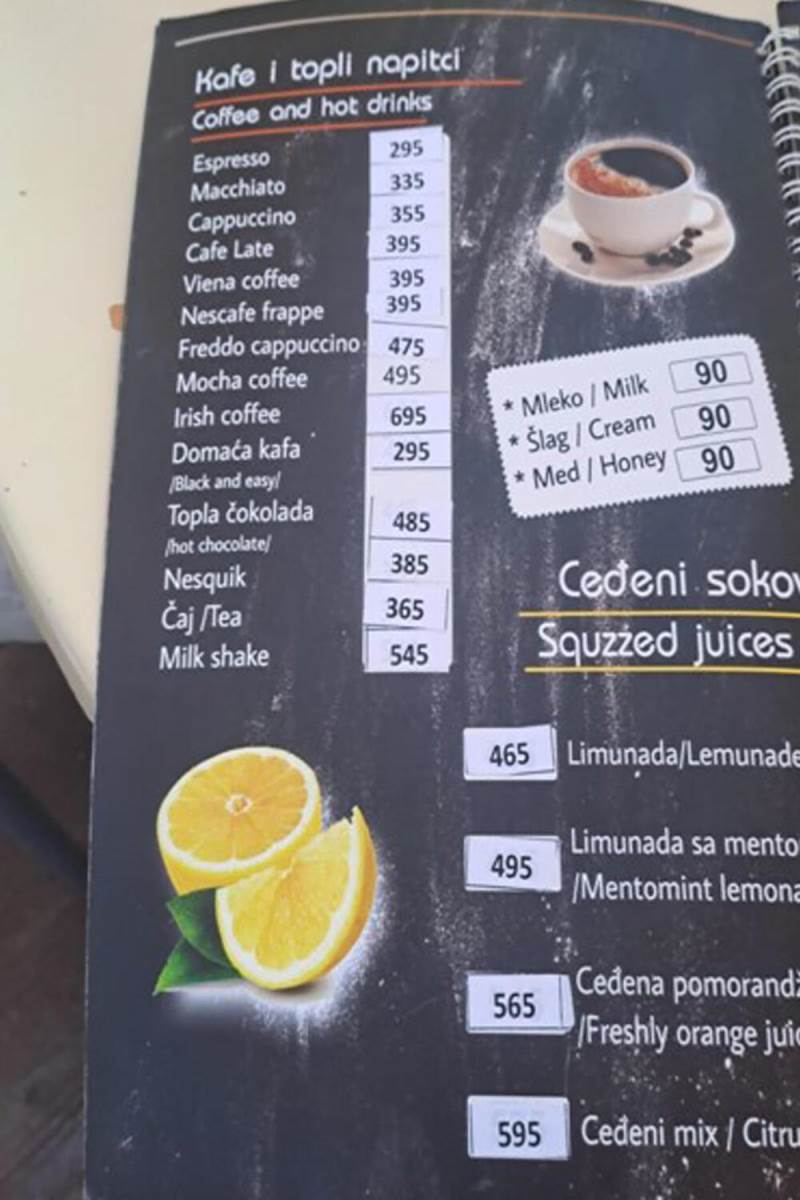 Kafe i topli napitci
Coffee and hot drinks
Espresso 295
Macchiato 335
Cappuccino 355
Cafe Late 395
Viena coffee 395
Nescafe frappe 395
Freddo cappuccino 475
Mocha coffee 495
Irish coffee 695
Domaća kafa 295
/Black and easy/
Topla čokolada 485
/hot chocolate/
Nesquik 385
Čaj /Tea 365
Milk shake 545
* Mleko / Milk 90
* Šlag / Cream 90
* Med / Honey 90
Ceđeni sokov
Squzzed juices
465 Limunada/Lemunade
495 Limunada sa mento
/Mentomint lemona
565 Ceđena pomorandž
/Freshly orange juic
595 Ceđeni mix / Citru